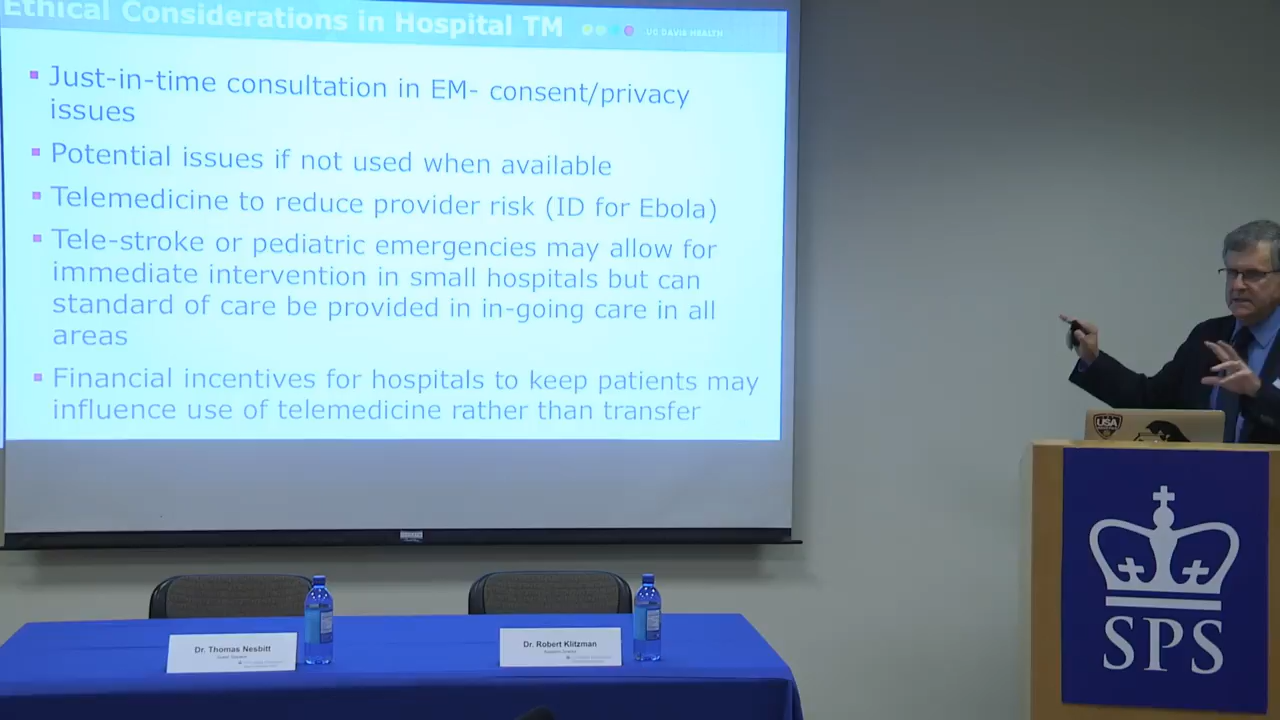 Ethical Considerations in Hospital TM
UC DAVIS HEALTH
Just-in-time consultation in EM- consent/privacy
issues
Potential issues if not used when available
Telemedicine to reduce provider risk (ID for Ebola)
Tele-stroke or pediatric emergencies may allow for
immediate intervention in small hospitals but can
standard of care be provided in in-going care in all
areas
Financial incentives for hospitals to keep patients may
influence use of telemedicine rather than transfer
USA
SPS
Dr. Thomas Nesbitt
Dr. Robert Klitzman